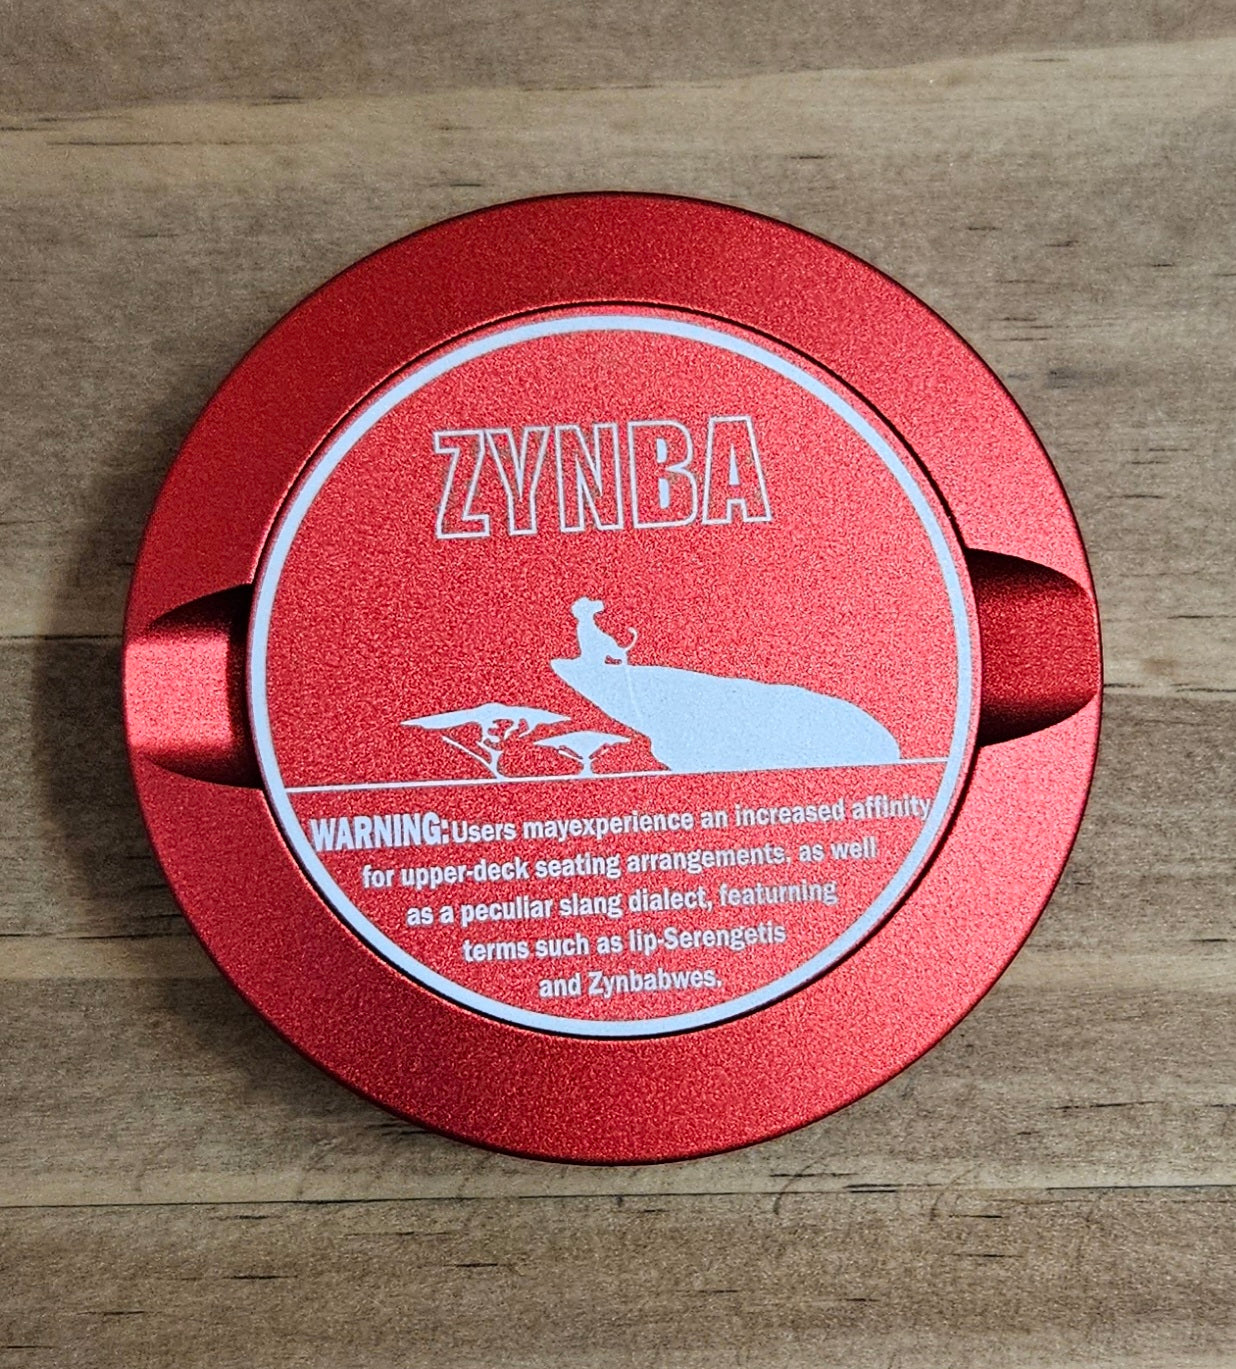 ZYNBA
WARNING: Users mayexperience an increased affinity
for upper-deck seating arrangements. as well
as a peculiar slang dialect, featurning
terms such as lip-Serengetis
and Zynbabwes.